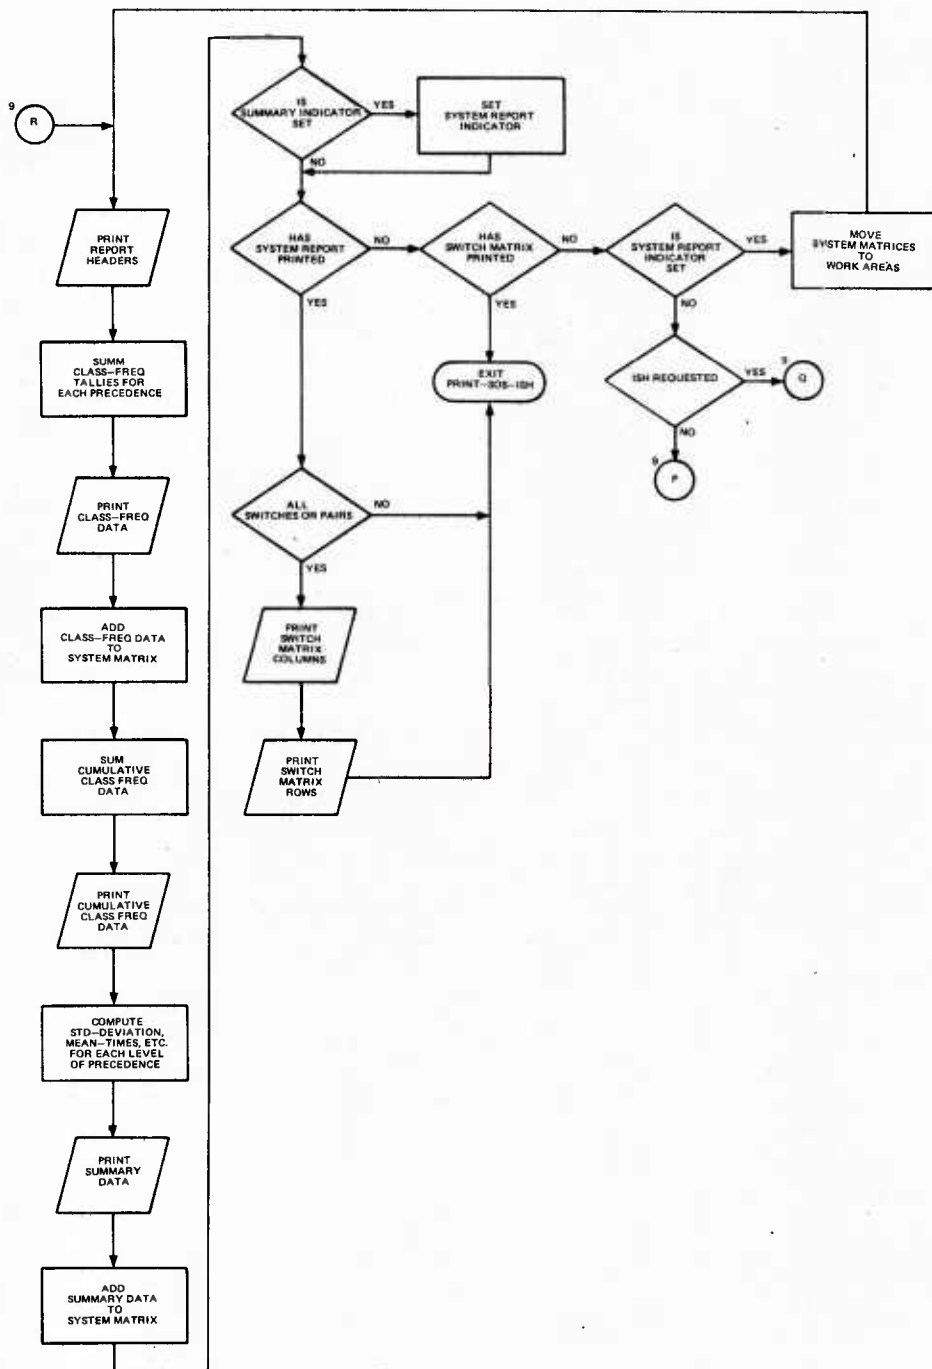 9
R
PRINT
REPORT
HEADERS
SUMM
CLASS-FREQ
TALLIES FOR
EACH PRECEDENCE
PRINT
CLASS-FREQ
DATA
ADD
CLASS-FREQ DATA
TO
SYSTEM MATRIX
SUM
CUMULATIVE
CLASS FREQ
DATA
PRINT
CUMULATIVE
CLASS FREQ
DATA
COMPUTE
STD-DEVIATION,
MEAN-TIMES, ETC.
FOR EACH LEVEL
OF PRECEDENCE
PRINT
SUMMARY
DATA
ADD
SUMMARY DATA
TO
SYSTEM MATRIX
IS
SUMMARY INDICATOR
SET
YES
SET
SYSTEM REPORT
INDICATOR
NO
HAS
SYSTEM REPORT
PRINTED
NO
HAS
SWITCH MATRIX
PRINTED
NO
IS
SYSTEM REPORT
INDICATOR
SET
YES
MOVE
SYSTEM MATRICES
TO
WORK AREAS
YES
YES
NO
EXIT
PRINT-SOS-ISH
ISH REQUESTED
YES
9
Q
NO
9
P
ALL
SWITCHES OR PAIRS
NO
YES
PRINT
SWITCH
MATRIX
COLUMNS
PRINT
SWITCH
MATRIX
ROWS